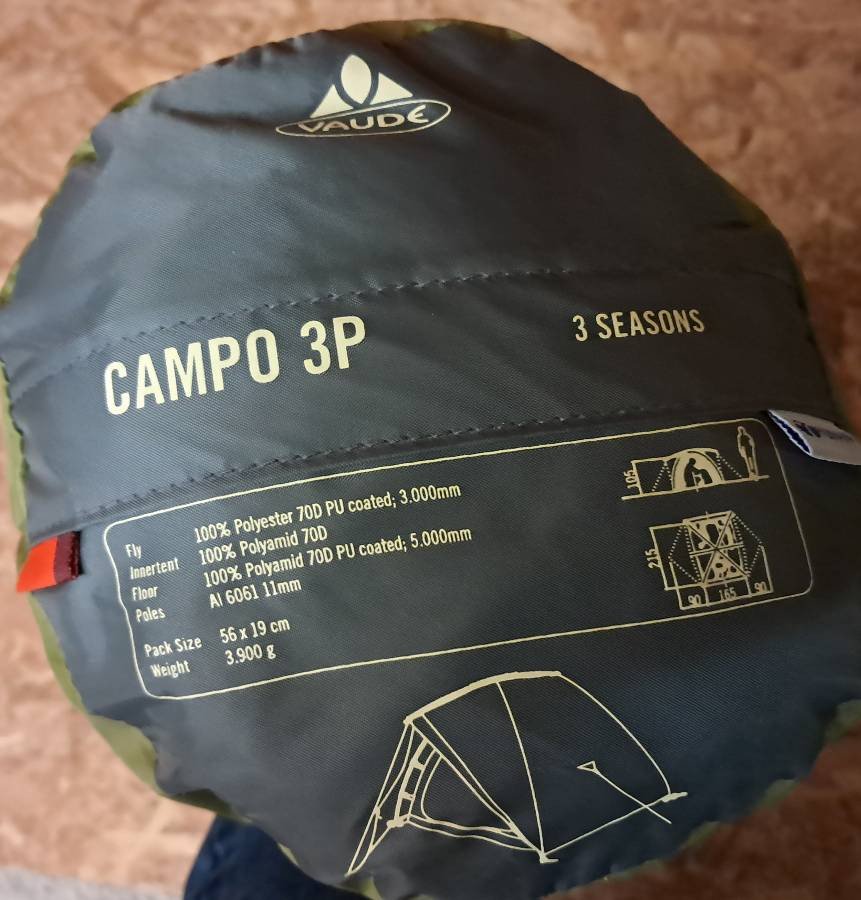 VAUDE
CAMPO 3P
3 SEASONS
Fly 100% Polyester 70D PU coated; 3.000mm
Innertent 100% Polyamid 70D
Floor 100% Polyamid 70D PU coated; 5.000mm
Poles Al 6061 11mm
Pack Size 56 x 19 cm
Weight 3.900 g
105
215
90 165 90